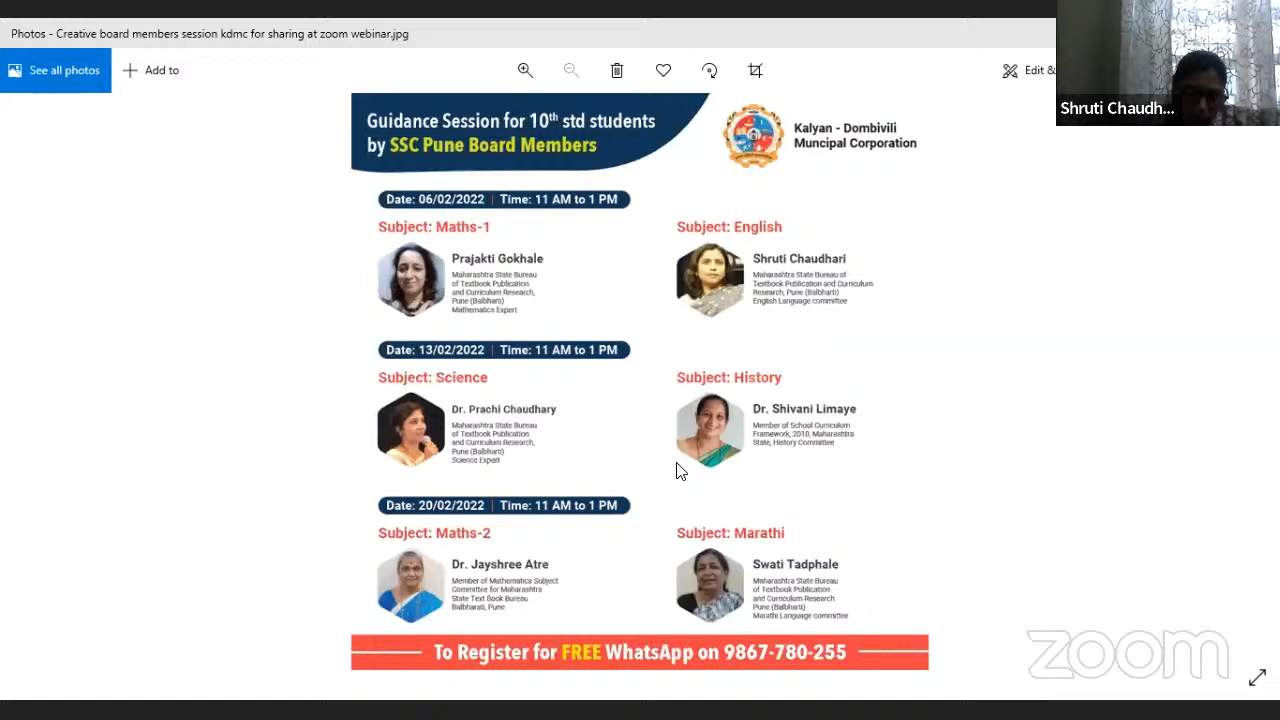 Photos - Creative board members session kdmc for sharing at zoom webinar.jpg
See all photos
Add to
Edit &
Shruti Chaudh...
Guidance Session for 10th std students
by SSC Pune Board Members
Kalyan - Dombivili
Muncipal Corporation
Date: 06/02/2022 | Time: 11 AM to 1 PM
Subject: Maths-1
Prajakti Gokhale
Maharashtra State Bureau
of Textbook Publication
and Curriculum Research,
Pune (Balbharti)
Mathematics Expert
Subject: English
Shruti Chaudhari
Maharashtra State Bureau of
Textbook Publication and Curriculum
Research, Pune (Balbharti)
English Language committee
Date: 13/02/2022 | Time: 11 AM to 1 PM
Subject: Science
Dr. Prachi Chaudhary
Maharashtra State Bureau
of Textbook Publication
and Curriculum Research,
Pune (Balbharti)
Science Expert
Subject: History
Dr. Shivani Limaye
Member of School Curriculum
Framework, 2010, Maharashtra
State, History Committee
Date: 20/02/2022 | Time: 11 AM to 1 PM
Subject: Maths-2
Dr. Jayshree Atre
Member of Mathematics Subject
Committee for Maharashtra
State Text Book Bureau
Balbharati, Pune
Subject: Marathi
Swati Tadphale
Maharashtra State Bureau
of Textbook Publication
and Curriculum Research
Pune (Balbharti)
Marathi Language committee
To Register for FREE WhatsApp on 9867-780-255
zoom